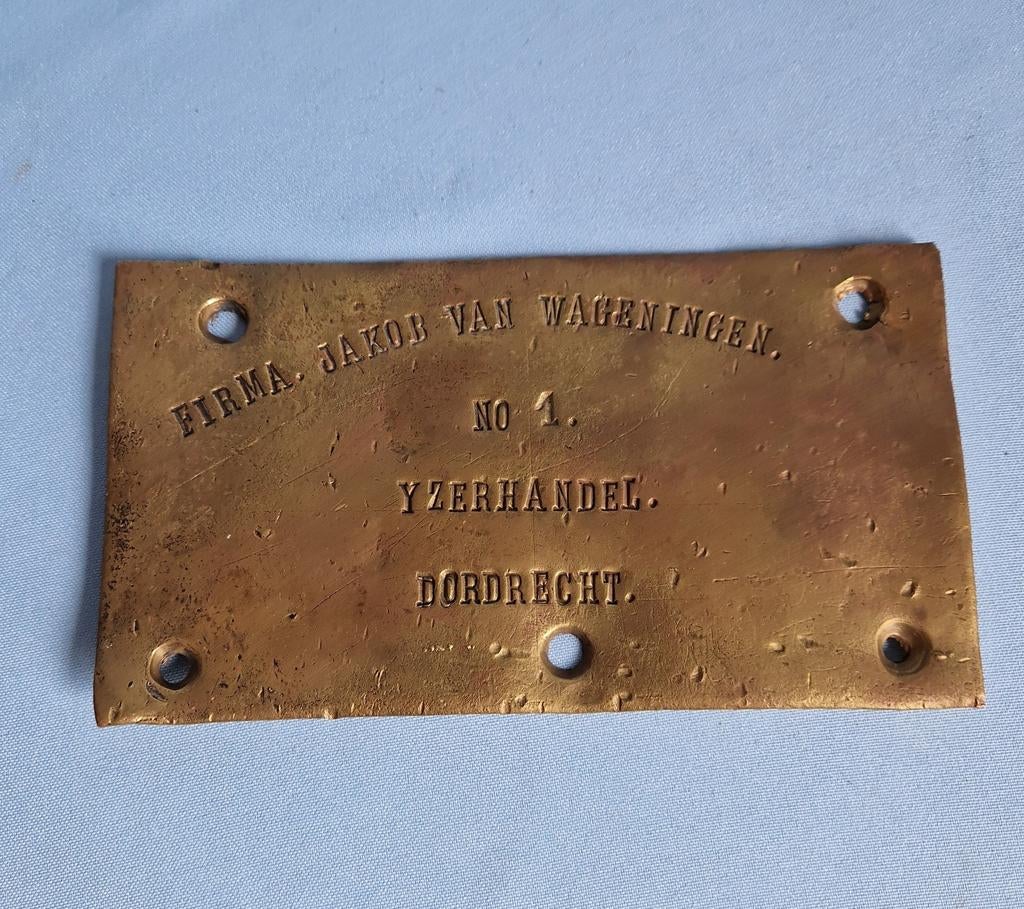 FIRMA. JAKOB VAN WAGENINGEN.
NO 1.
YZERHANDEL.
DORDRECHT.